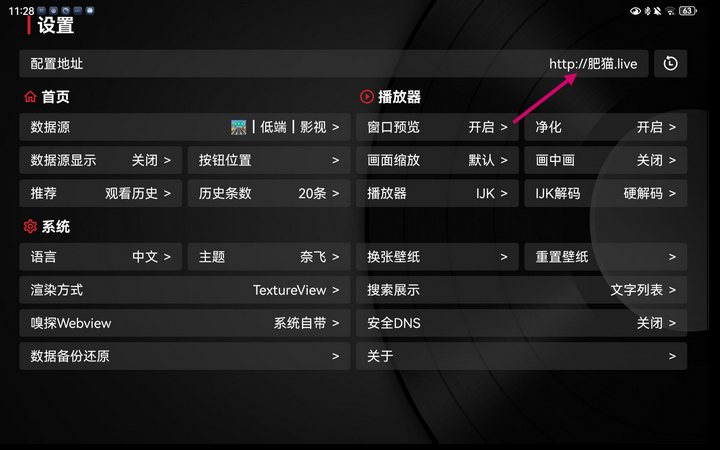 11:28
63
设置
配置地址 http://肥猫.live
首页
播放器
数据源 | 低端 | 影视 >
窗口预览 开启 >
净化 开启 >
数据源显示 关闭 >
按钮位置 >
画面缩放 默认 >
画中画 关闭 >
推荐 观看历史 >
历史条数 20条 >
播放器 IJK >
IJK解码 硬解码 >
系统
语言 中文 >
主题 奈飞 >
换张壁纸 >
重置壁纸 >
渲染方式 TextureView >
搜索展示 文字列表 >
嗅探Webview 系统自带 >
安全DNS 关闭 >
数据备份还原 >
关于 >